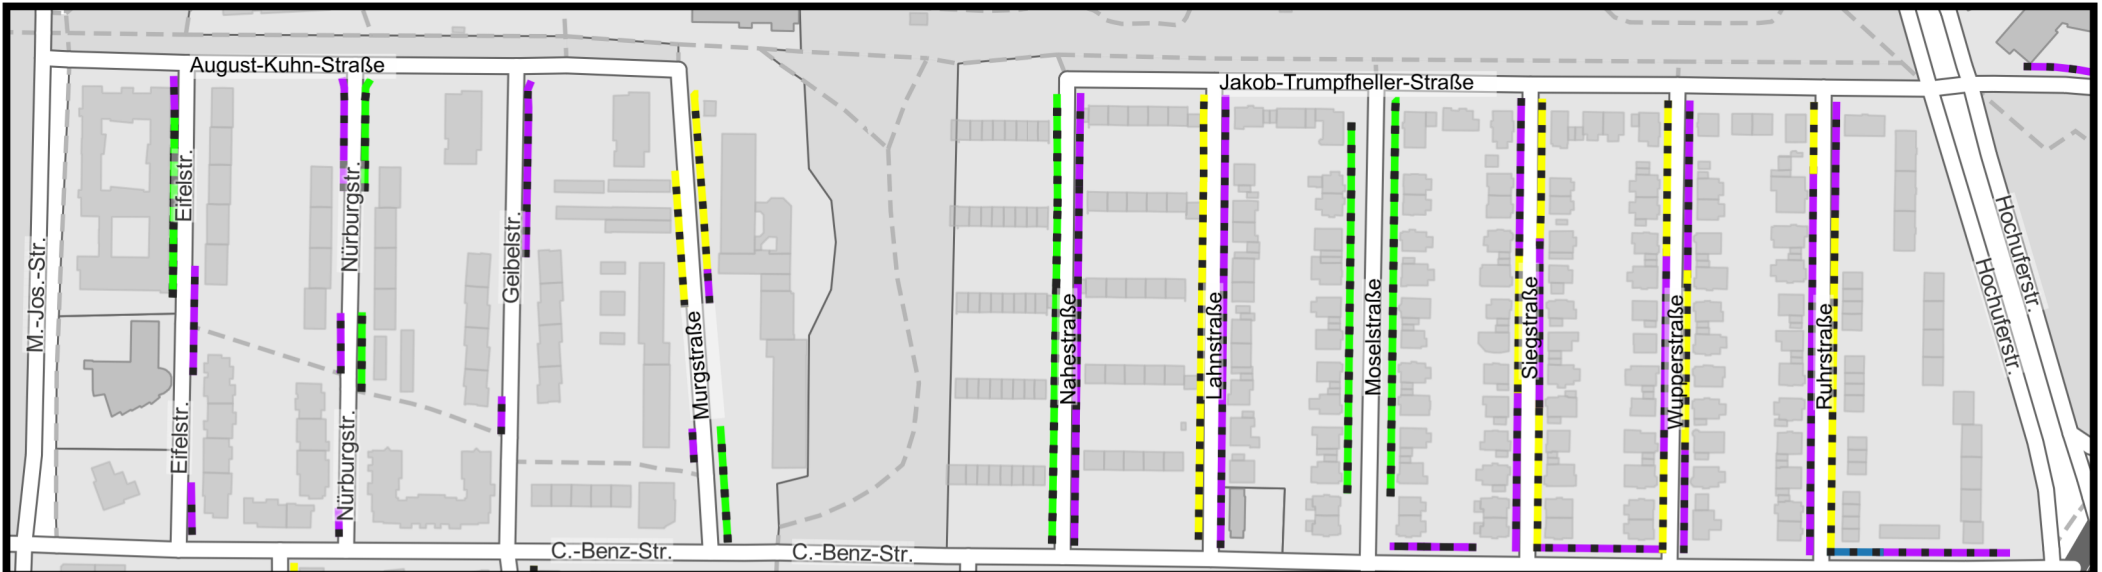 August-Kuhn-Straße
Jakob-Trumpfheller-Straße
M.-Jos.-Str.
Eifelstr.
Eifelstr.
Nürburgstr.
Nürburgstr.
Geibelstr.
Murgstraße
Nahestraße
Lahnstraße
Moselstraße
Siegstraße
Wupperstraße
Ruhrstraße
Hochuferstr.
Hochuferstr.
C.-Benz-Str.
C.-Benz-Str.